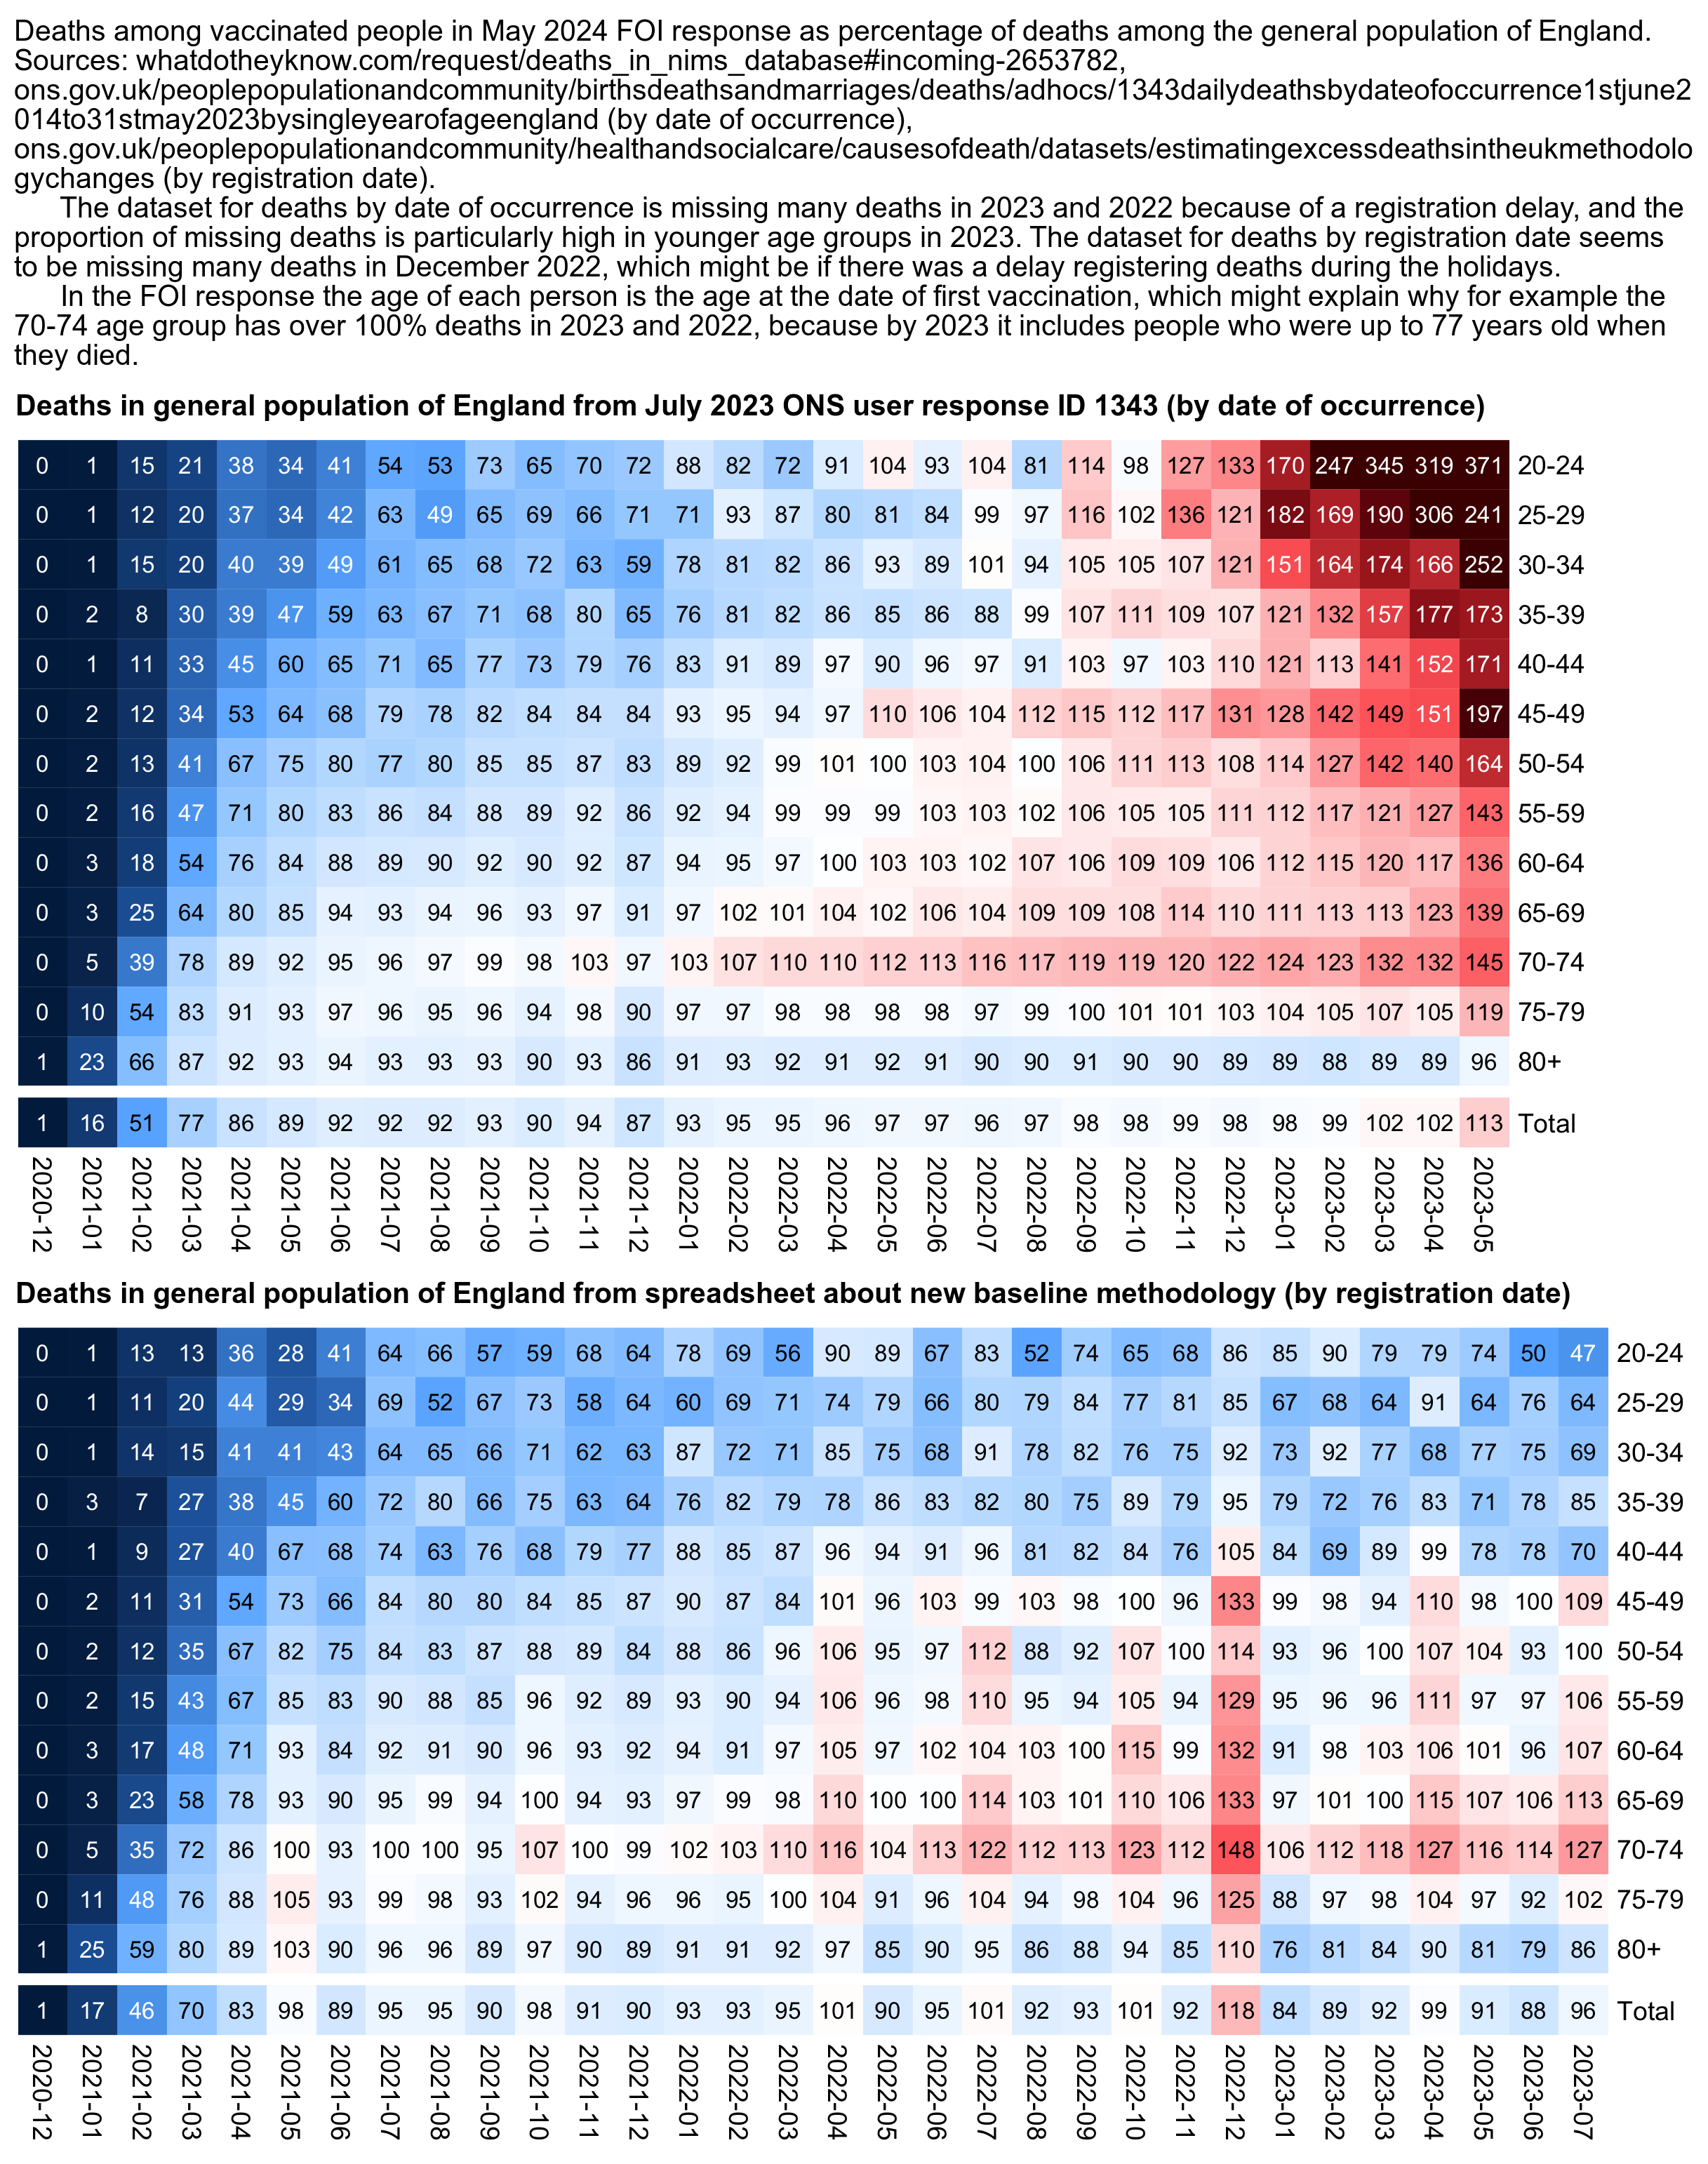 Deaths among vaccinated people in May 2024 FOI response as percentage of deaths among the general population of England.
Sources: whatdotheyknow.com/request/deaths_in_nims_database#incoming-2653782,
ons.gov.uk/peoplepopulationandcommunity/birthsdeathsandmarriages/deaths/adhocs/1343dailydeathsbydateofoccurrence1stjune2
014to31stmay2023bysingleyearofageengland (by date of occurrence),
ons.gov.uk/peoplepopulationandcommunity/healthandsocialcare/causesofdeath/datasets/estimatingexcessdeathsintheukmethodolo
gychanges (by registration date).
The dataset for deaths by date of occurrence is missing many deaths in 2023 and 2022 because of a registration delay, and the
proportion of missing deaths is particularly high in younger age groups in 2023. The dataset for deaths by registration date seems
to be missing many deaths in December 2022, which might be if there was a delay registering deaths during the holidays.
In the FOI response the age of each person is the age at the date of first vaccination, which might explain why for example the
70-74 age group has over 100% deaths in 2023 and 2022, because by 2023 it includes people who were up to 77 years old when
they died.
Deaths in general population of England from July 2023 ONS user response ID 1343 (by date of occurrence)
0 1 15 21 38 34 41 54 53 73 65 70 72 88 82 72 91 104 93 104 81 114 98 127 133 170 247 345 319 371 20-24
0 1 12 20 37 34 42 63 49 65 69 66 71 71 93 87 80 81 84 99 97 116 102 136 121 182 169 190 306 241 25-29
0 1 15 20 40 39 49 61 65 68 72 63 59 78 81 82 86 93 89 101 94 105 105 107 121 151 164 174 166 252 30-34
0 2 8 30 39 47 59 63 67 71 68 80 65 76 81 82 86 85 86 88 99 107 111 109 107 121 132 157 177 173 35-39
0 1 11 33 45 60 65 71 65 77 73 79 76 83 91 89 97 90 96 97 91 103 97 103 110 121 113 141 152 171 40-44
0 2 12 34 53 64 68 79 78 82 84 84 84 93 95 94 97 110 106 104 112 115 112 117 131 128 142 149 151 197 45-49
0 2 13 41 67 75 80 77 80 85 85 87 83 89 92 99 101 100 103 104 100 106 111 113 108 114 127 142 140 164 50-54
0 2 16 47 71 80 83 86 84 88 89 92 86 92 94 99 99 99 103 103 102 106 105 105 111 112 117 121 127 143 55-59
0 3 18 54 76 84 88 89 90 92 90 92 87 94 95 97 100 103 103 102 107 106 109 109 106 112 115 120 117 136 60-64
0 3 25 64 80 85 94 93 94 96 93 97 91 97 102 101 104 102 106 104 109 109 108 114 110 111 113 113 123 139 65-69
0 5 39 78 89 92 95 96 97 99 98 103 97 103 107 110 110 112 113 116 117 119 119 120 122 124 123 132 132 145 70-74
0 10 54 83 91 93 97 96 95 96 94 98 90 97 97 98 98 98 98 97 99 100 101 101 103 104 105 107 105 119 75-79
1 23 66 87 92 93 94 93 93 93 90 93 86 91 93 92 91 92 91 90 90 91 90 90 89 89 88 89 89 96 80+
1 16 51 77 86 89 92 92 92 93 90 94 87 93 95 95 96 97 97 96 97 98 98 99 98 98 99 102 102 113 Total
2020-12 2021-01 2021-02 2021-03 2021-04 2021-05 2021-06 2021-07 2021-08 2021-09 2021-10 2021-11 2021-12 2022-01 2022-02 2022-03 2022-04 2022-05 2022-06 2022-07 2022-08 2022-09 2022-10 2022-11 2022-12 2023-01 2023-02 2023-03 2023-04 2023-05
Deaths in general population of England from spreadsheet about new baseline methodology (by registration date)
0 1 13 13 36 28 41 64 66 57 59 68 64 78 69 56 90 89 67 83 52 74 65 68 86 85 90 79 79 74 50 47 20-24
0 1 11 20 44 29 34 69 52 67 73 58 64 60 69 71 74 79 66 80 79 84 77 81 85 67 68 64 91 64 76 64 25-29
0 1 14 15 41 41 43 64 65 66 71 62 63 87 72 71 85 75 68 91 78 82 76 75 92 73 92 77 68 77 75 69 30-34
0 3 7 27 38 45 60 72 80 66 75 63 64 76 82 79 78 86 83 82 80 75 89 79 95 79 72 76 83 71 78 85 35-39
0 1 9 27 40 67 68 74 63 76 68 79 77 88 85 87 96 94 91 96 81 82 84 76 105 84 69 89 99 78 78 70 40-44
0 2 11 31 54 73 66 84 80 80 84 85 87 90 87 84 101 96 103 99 103 98 100 96 133 99 98 94 110 98 100 109 45-49
0 2 12 35 67 82 75 84 83 87 88 89 84 88 86 96 106 95 97 112 88 92 107 100 114 93 96 100 107 104 93 100 50-54
0 2 15 43 67 85 83 90 88 85 96 92 89 93 90 94 106 96 98 110 95 94 105 94 129 95 96 96 111 97 97 106 55-59
0 3 17 48 71 93 84 92 91 90 96 93 92 94 91 97 105 97 102 104 103 100 115 99 132 91 98 103 106 101 96 107 60-64
0 3 23 58 78 93 90 95 99 94 100 94 93 97 99 98 110 100 100 114 103 101 110 106 133 97 101 100 115 107 106 113 65-69
0 5 35 72 86 100 93 100 100 95 107 100 99 102 103 110 116 104 113 122 112 113 123 112 148 106 112 118 127 116 114 127 70-74
0 11 48 76 88 105 93 99 98 93 102 94 96 96 95 100 104 91 96 104 94 98 104 96 125 88 97 98 104 97 92 102 75-79
1 25 59 80 89 103 90 96 96 89 97 90 89 91 91 92 97 85 90 95 86 88 94 85 110 76 81 84 90 81 79 86 80+
1 17 46 70 83 98 89 95 95 90 98 91 90 93 93 95 101 90 95 101 92 93 101 92 118 84 89 92 99 91 88 96 Total
2020-12 2021-01 2021-02 2021-03 2021-04 2021-05 2021-06 2021-07 2021-08 2021-09 2021-10 2021-11 2021-12 2022-01 2022-02 2022-03 2022-04 2022-05 2022-06 2022-07 2022-08 2022-09 2022-10 2022-11 2022-12 2023-01 2023-02 2023-03 2023-04 2023-05 2023-06 2023-07